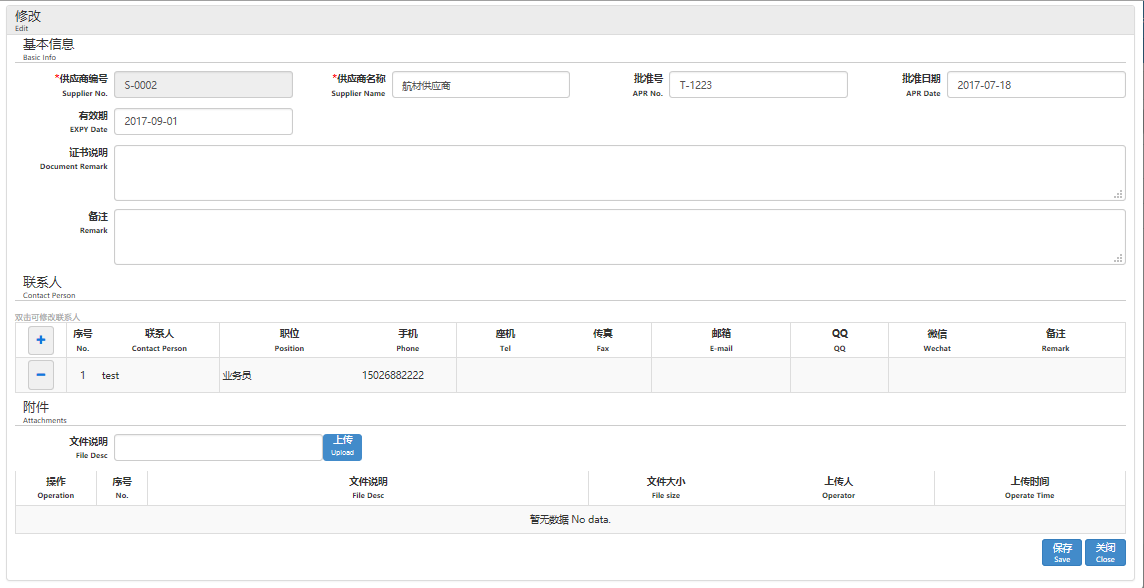 修改
Edit
基本信息
Basic Info
*供应商编号
Supplier No.
S-0002
*供应商名称
Supplier Name
航材供应商
批准号
APR No.
T-1223
批准日期
APR Date
2017-07-18
有效期
EXPY Date
2017-09-01
证书说明
Document Remark
备注
Remark
联系人
Contact Person
双击可修改联系人
+ 序号 联系人 职位 手机 座机 传真 邮箱 QQ 微信 备注
No. Contact Person Position Phone Tel Fax E-mail QQ Wechat Remark
− 1 test 业务员 15026882222
附件
Attachments
文件说明
File Desc
上传
Upload
操作 序号 文件说明 文件大小 上传人 上传时间
Operation No. File Desc File size Operator Operate Time
暂无数据 No data.
保存
Save
关闭
Close